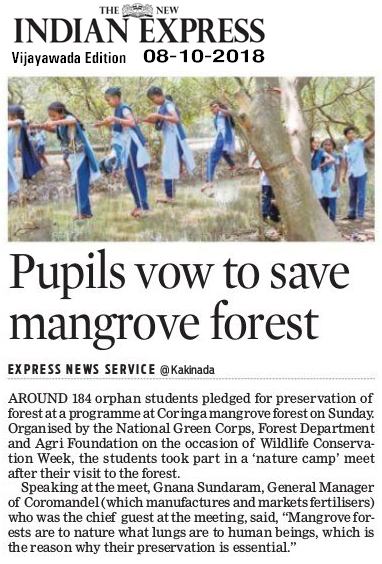 THE NEW
INDIAN EXPRESS
Vijayawada Edition 08-10-2018
Pupils vow to save
mangrove forest
EXPRESS NEWS SERVICE @Kakinada
AROUND 184 orphan students pledged for preservation of
forest at a programme at Coringa mangrove forest on Sunday.
Organised by the National Green Corps, Forest Department
and Agri Foundation on the occasion of Wildlife Conserva-
tion Week, the students took part in a ‘nature camp’ meet
after their visit to the forest.
Speaking at the meet, Gnana Sundaram, General Manager
of Coromandel (which manufactures and markets fertilisers)
who was the chief guest at the meeting, said, “Mangrove for-
ests are to nature what lungs are to human beings, which is
the reason why their preservation is essential.”